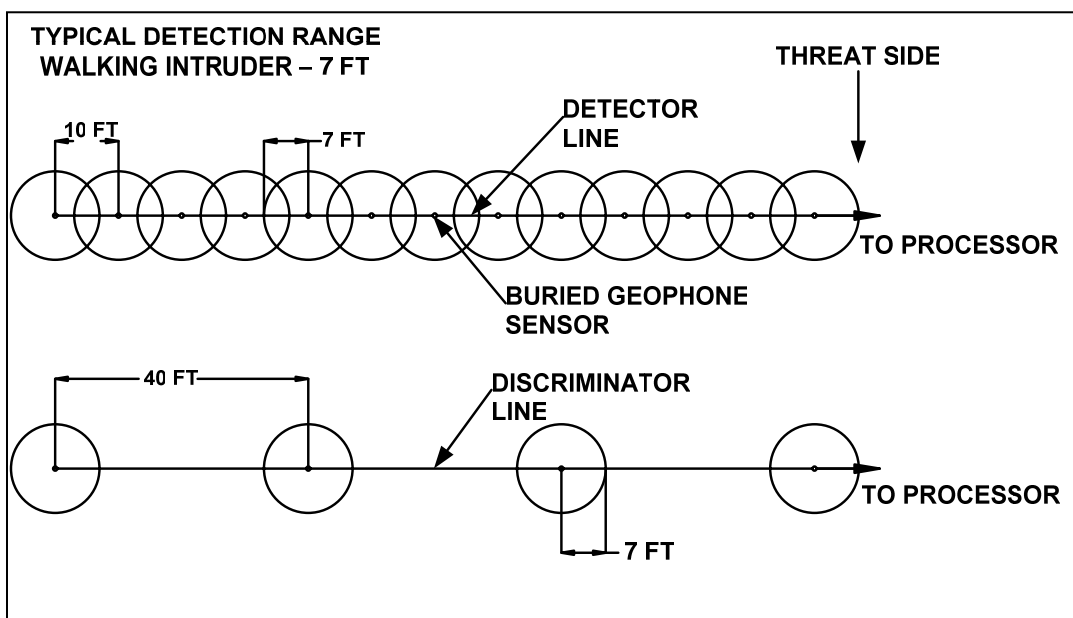 TYPICAL DETECTION RANGE
WALKING INTRUDER – 7 FT
THREAT SIDE
10 FT
7 FT
DETECTOR
LINE
TO PROCESSOR
BURIED GEOPHONE
SENSOR
40 FT
DISCRIMINATOR
LINE
TO PROCESSOR
7 FT